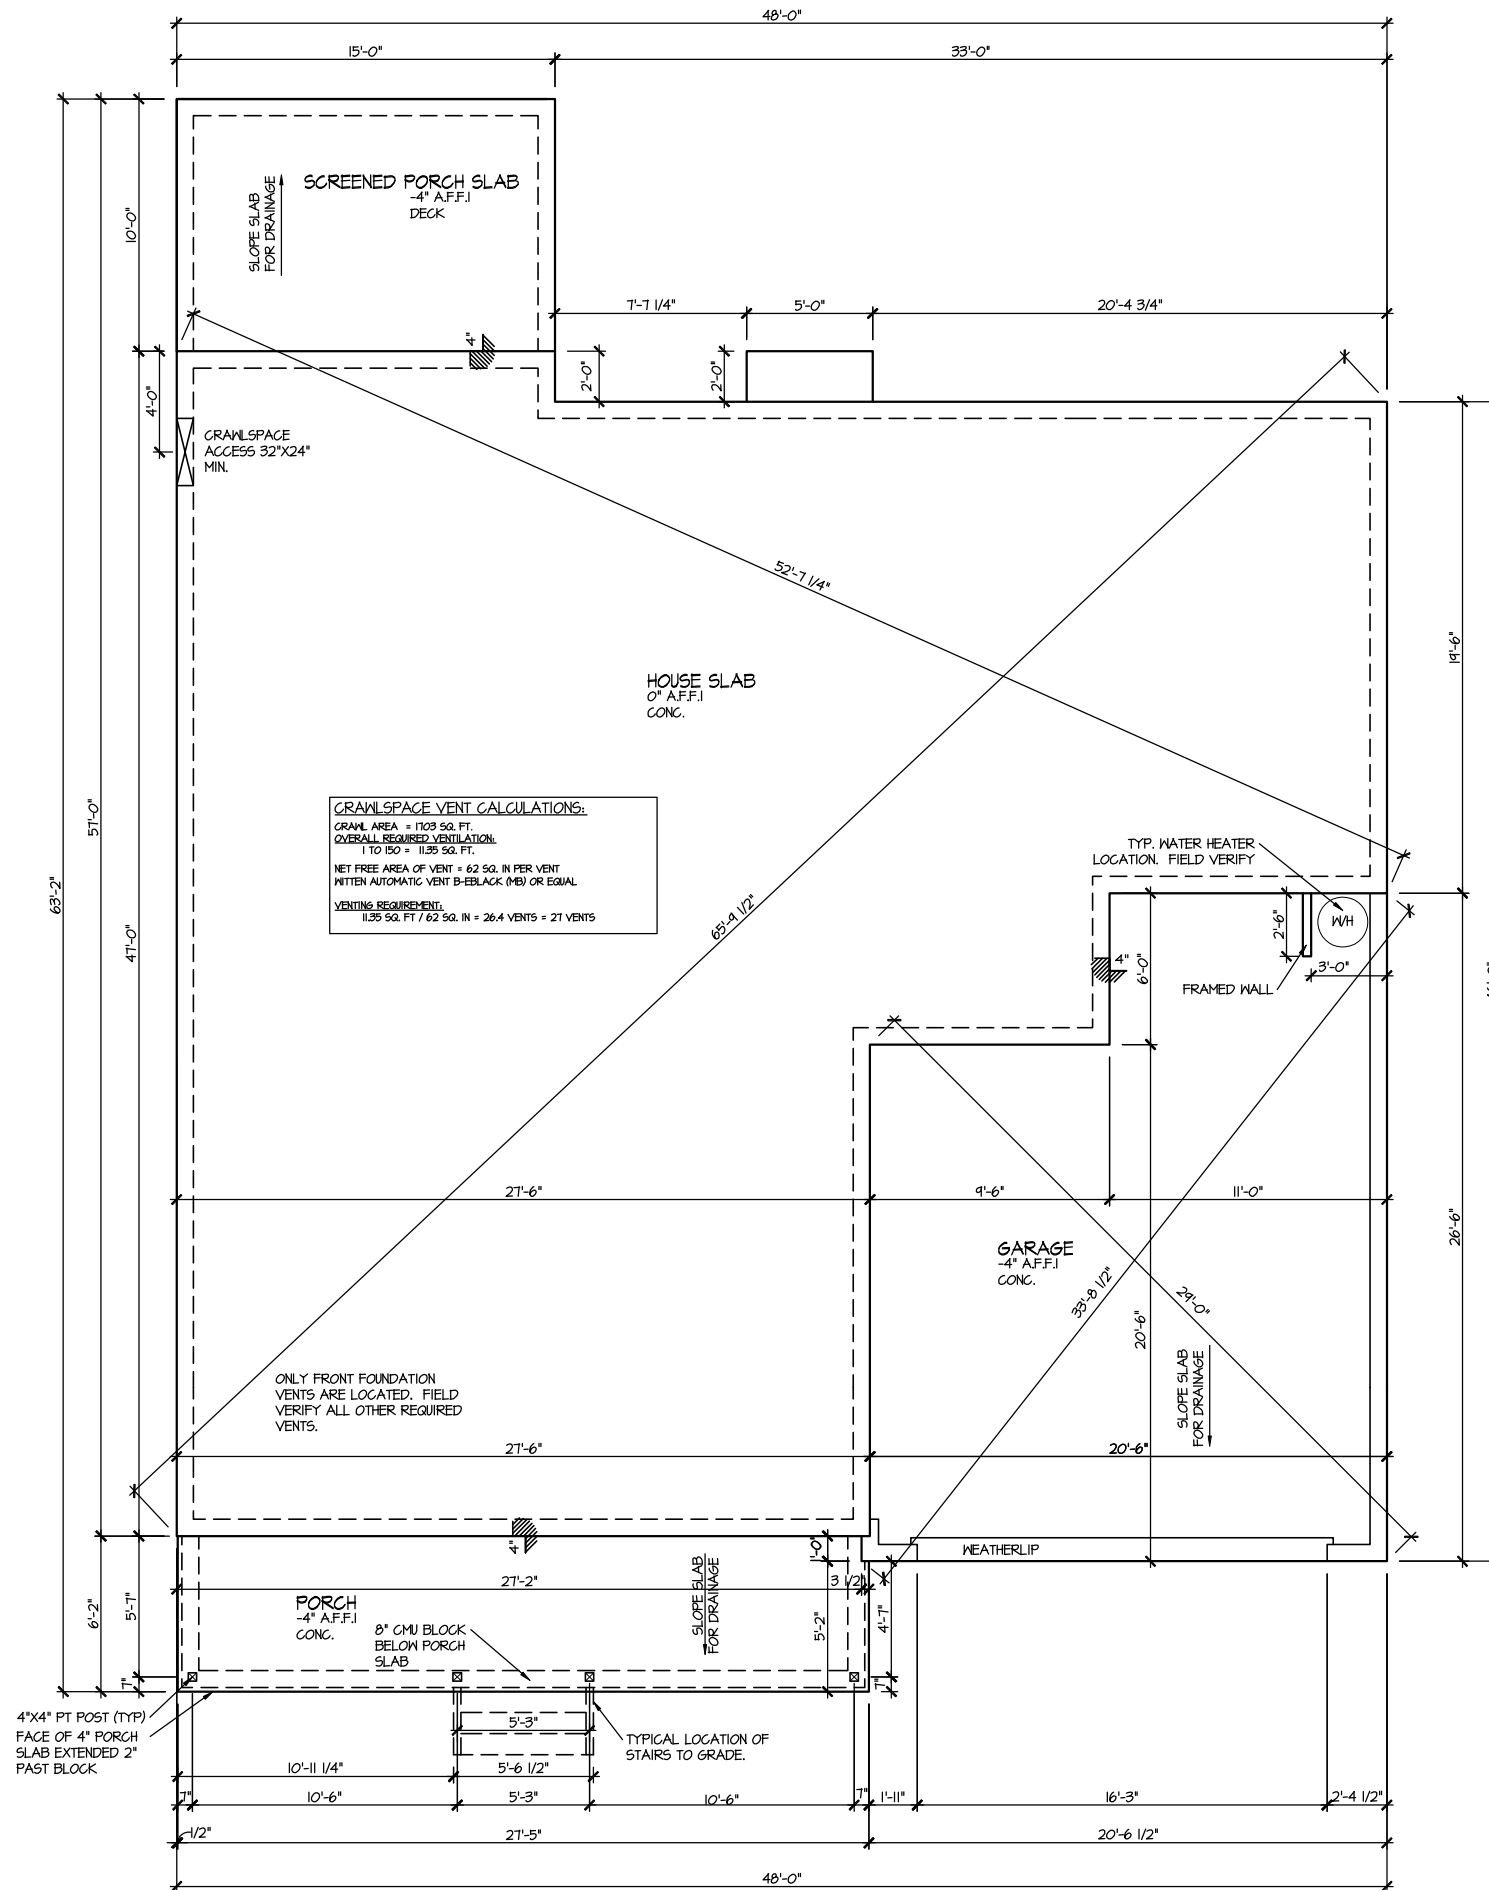 48'-0"
15'-0"
33'-0"
SCREENED PORCH SLAB
-4" A.F.F.I
DECK
SLOPE SLAB
FOR DRAINAGE
10'-0"
7'-7 1/4"
5'-0"
20'-4 3/4"
4"
2'-0"
2'-0"
4'-0"
CRAWLSPACE
ACCESS 32"X24"
MIN.
52'-7 1/4"
19'-6"
HOUSE SLAB
0" A.F.F.I
CONC.
57'-0"
63'-2"
47'-0"
CRAWLSPACE VENT CALCULATIONS:
CRAWL AREA = 1703 SQ. FT.
OVERALL REQUIRED VENTILATION:
1 TO 150 = 11.35 SQ. FT.
NET FREE AREA OF VENT = 62 SQ. IN PER VENT
WITTEN AUTOMATIC VENT B-EBLACK (MB) OR EQUAL
VENTING REQUIREMENT:
11.35 SQ. FT / 62 SQ. IN = 26.4 VENTS = 27 VENTS
TYP. WATER HEATER
LOCATION. FIELD VERIFY
65'-9 1/2"
2'-6"
W/H
3'-0"
FRAMED WALL
4"
6'-0"
27'-6"
9'-6"
11'-0"
26'-6"
GARAGE
-4" A.F.F.I
CONC.
33'-8 1/2"
29'-0"
20'-6"
SLOPE SLAB
FOR DRAINAGE
ONLY FRONT FOUNDATION
VENTS ARE LOCATED. FIELD
VERIFY ALL OTHER REQUIRED
VENTS.
27'-6"
20'-6"
4"
1'-0"
WEATHERLIP
27'-2"
3 1/2"
SLOPE SLAB
FOR DRAINAGE
PORCH
-4" A.F.F.I
CONC.
8" CMU BLOCK
BELOW PORCH
SLAB
6'-2"
5'-7"
5'-2"
4'-7"
7"
7"
4"X4" PT POST (TYP)
FACE OF 4" PORCH
SLAB EXTENDED 2"
PAST BLOCK
5'-3"
TYPICAL LOCATION OF
STAIRS TO GRADE.
10'-11 1/4"
5'-6 1/2"
7"
10'-6"
5'-3"
10'-6"
7"
1'-11"
16'-3"
2'-4 1/2"
1/2"
27'-5"
20'-6 1/2"
48'-0"